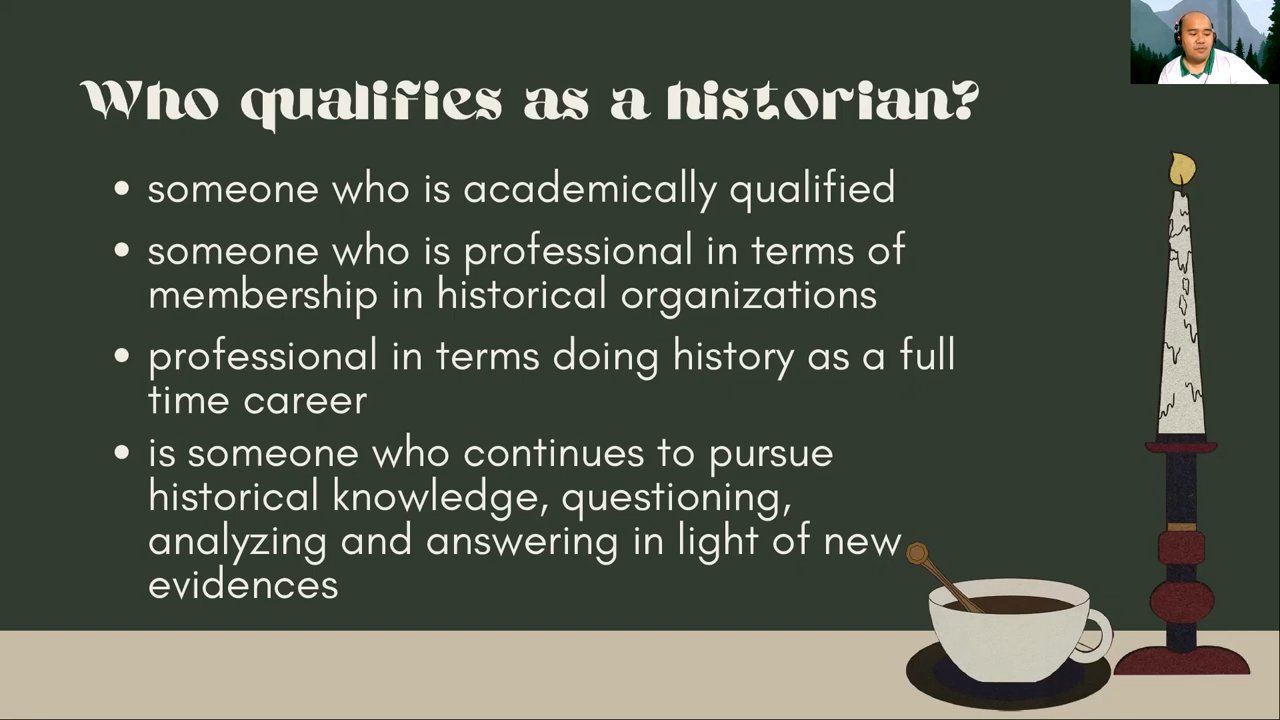 Who qualifies as a historian?
• someone who is academically qualified
• someone who is professional in terms of
membership in historical organizations
• professional in terms doing history as a full
time career
• is someone who continues to pursue
historical knowledge, questioning,
analyzing and answering in light of new
evidences